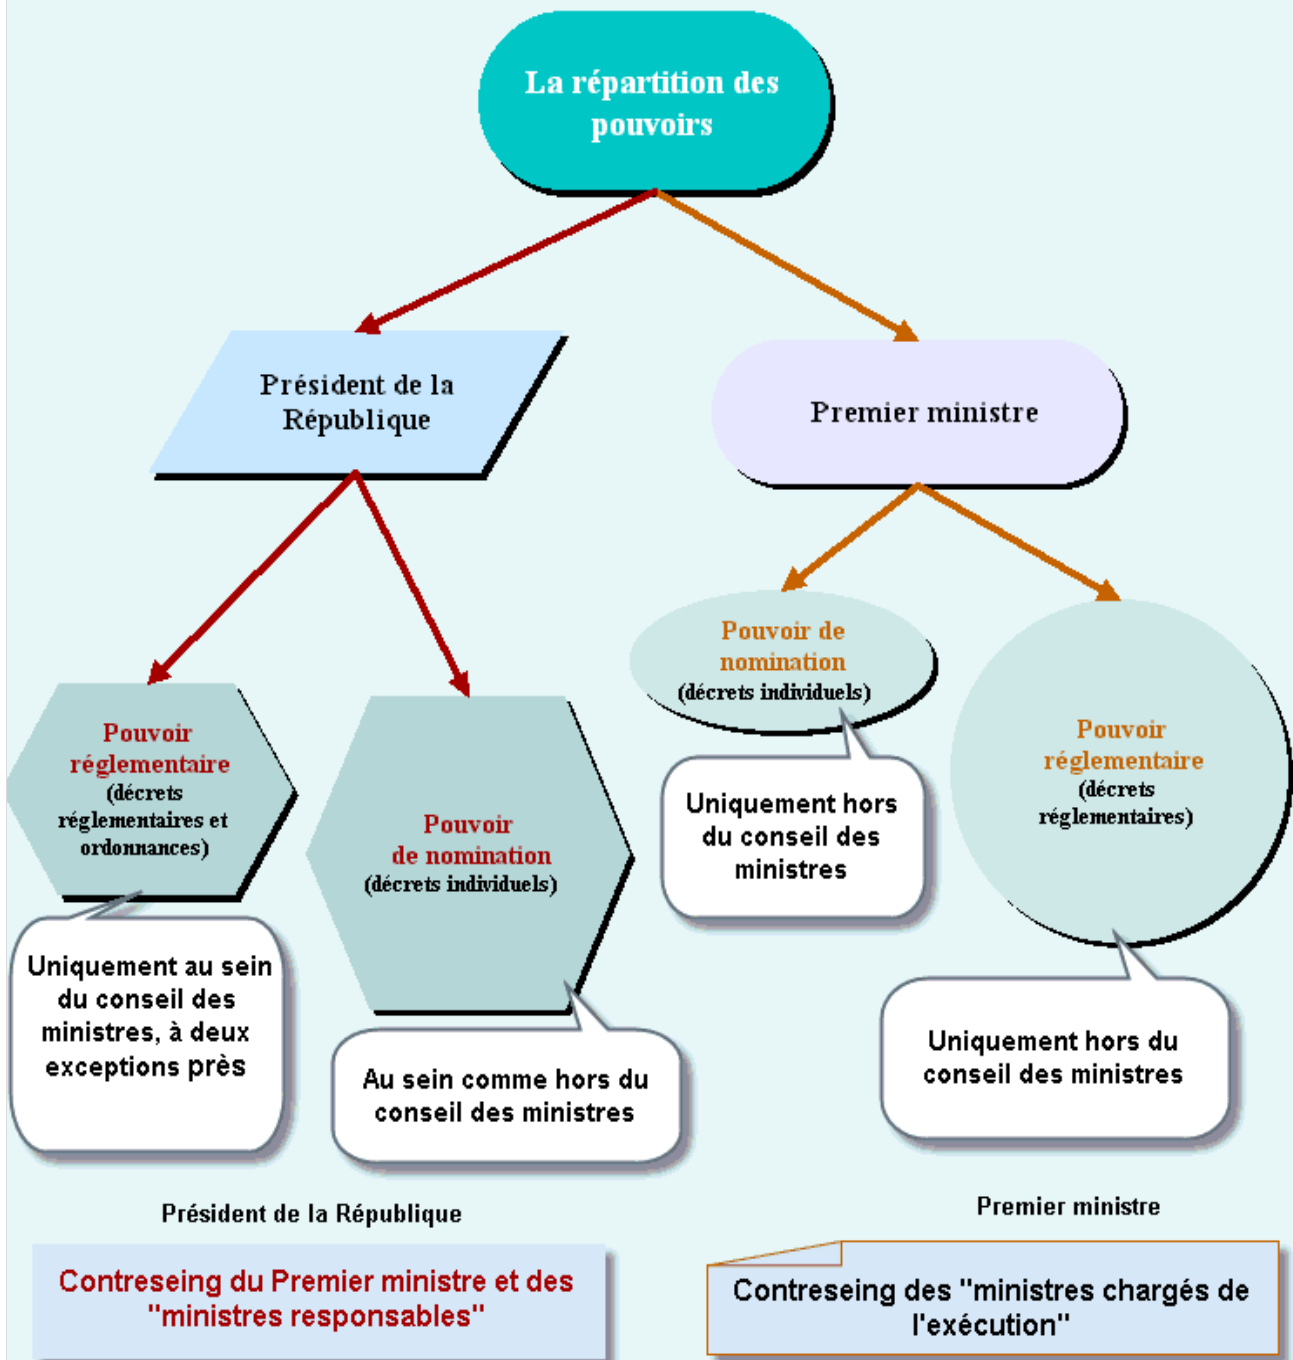 La répartition des
pouvoirs
Président de la
République
Premier ministre
Pouvoir de
nomination
(décrets individuels)
Pouvoir
réglementaire
(décrets
réglementaires et
ordonnances)
Pouvoir
de nomination
(décrets individuels)
Pouvoir
réglementaire
(décrets
réglementaires)
Uniquement hors
du conseil des
ministres
Uniquement au sein
du conseil des
ministres, à deux
exceptions près
Au sein comme hors du
conseil des ministres
Uniquement hors du
conseil des ministres
Président de la République
Premier ministre
Contreseing du Premier ministre et des
"ministres responsables"
Contreseing des "ministres chargés de
l'exécution"